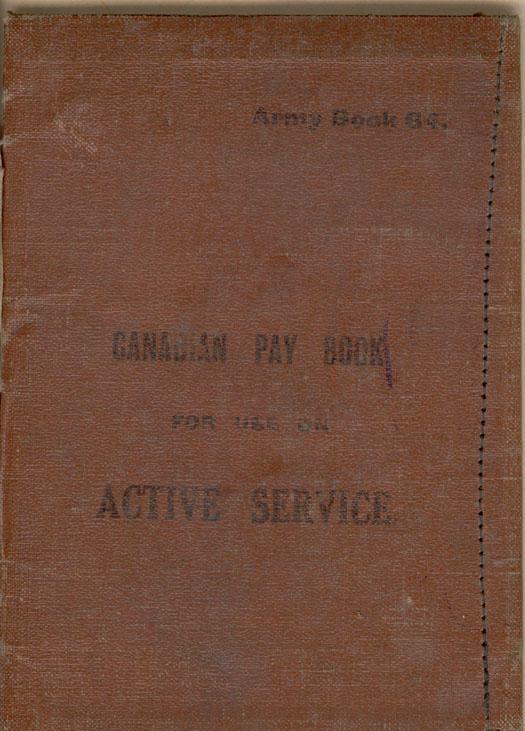 Army Book 64.
CANADIAN PAY BOOK
FOR USE ON
ACTIVE SERVICE